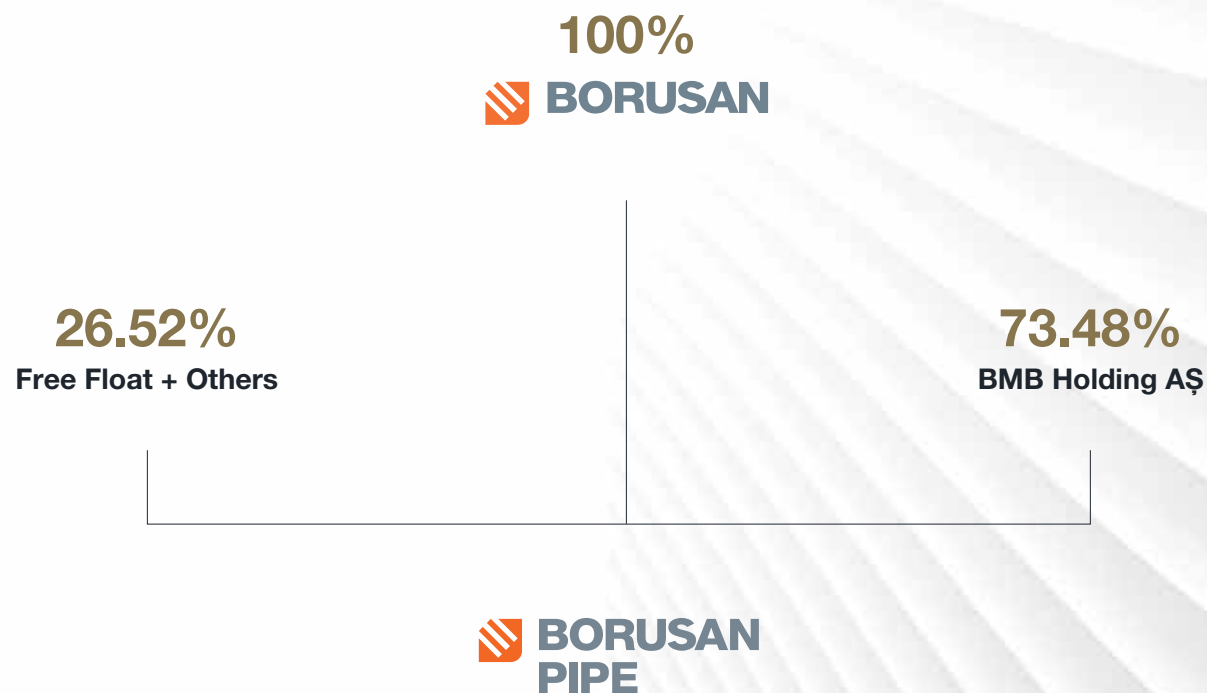 100%
BORUSAN
26.52%
Free Float + Others
73.48%
BMB Holding AŞ
BORUSAN
PIPE